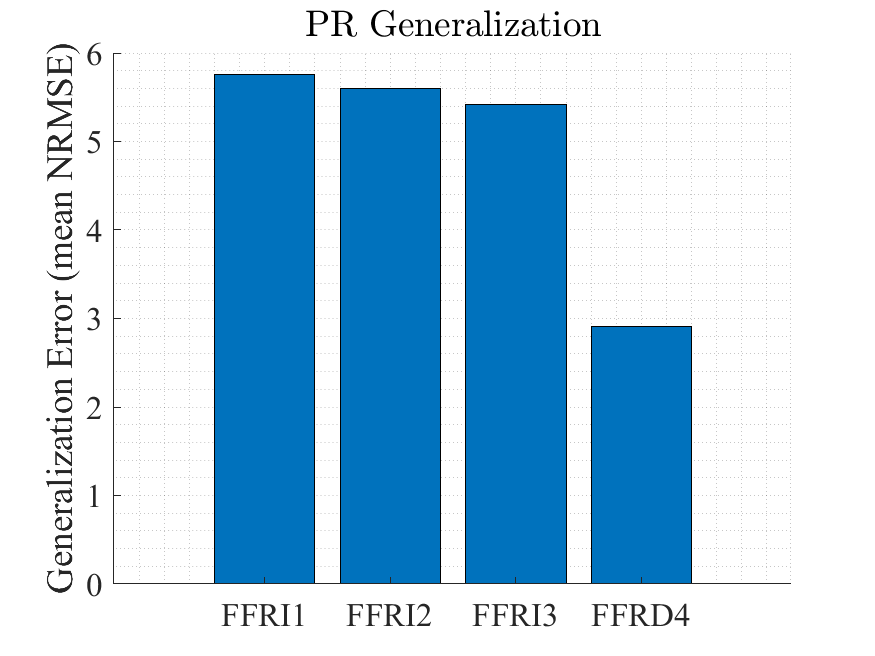 PR Generalization
Generalization Error (mean NRMSE)
6
5
4
3
2
1
0
FFRI1 FFRI2 FFRI3 FFRD4